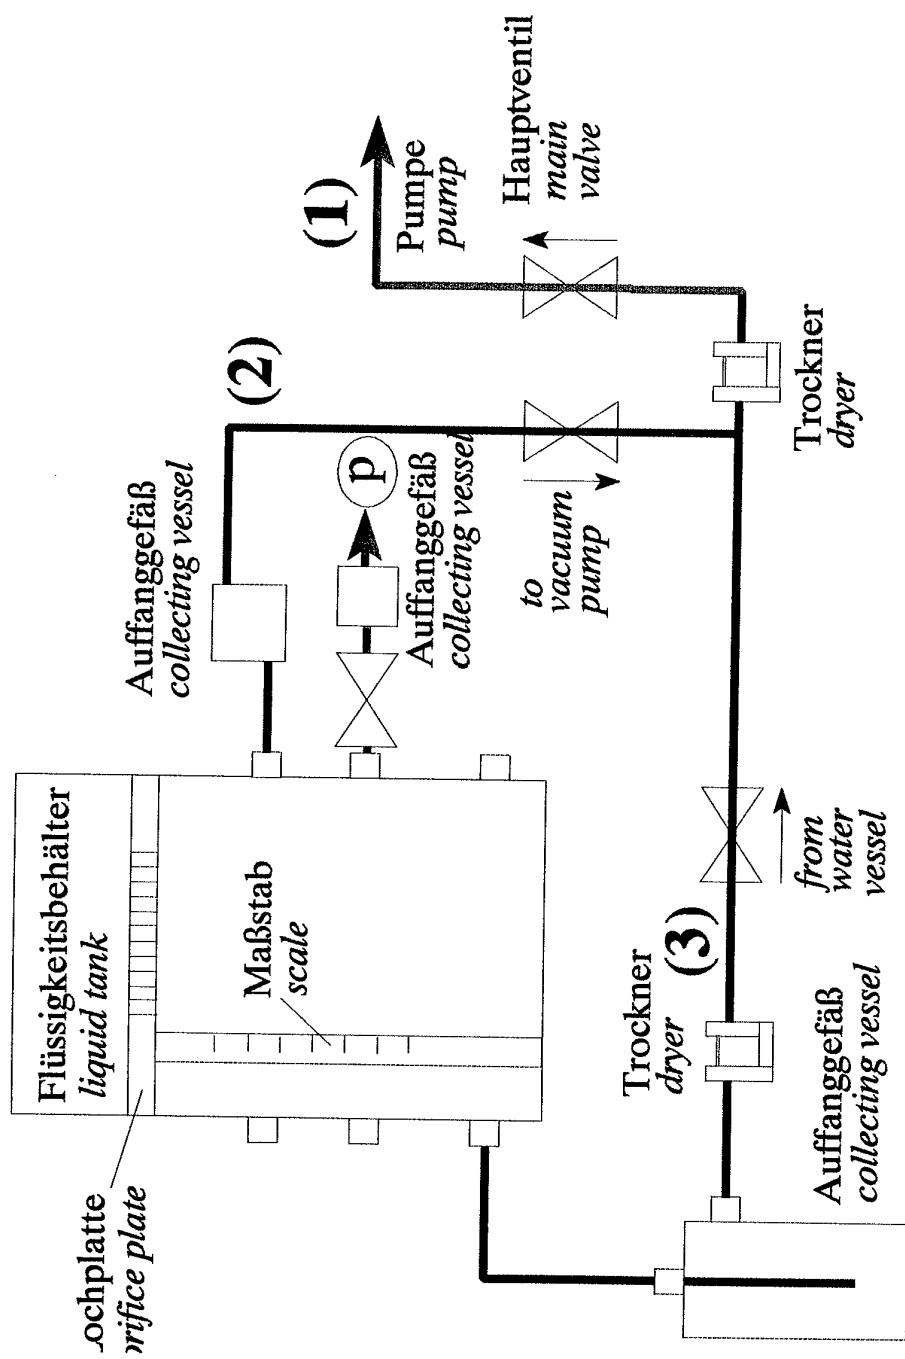 Flüssigkeitsbehälter
liquid tank
ochplatte
orifice plate
Maßstab
scale
Auffanggefäß
collecting vessel
(2)
(1)
Pumpe
pump
Hauptventil
main
valve
p
Auffanggefäß
collecting vessel
to
vacuum
pump
Trockner
dryer
from
water
vessel
(3)
Trockner
dryer
Auffanggefäß
collecting vessel